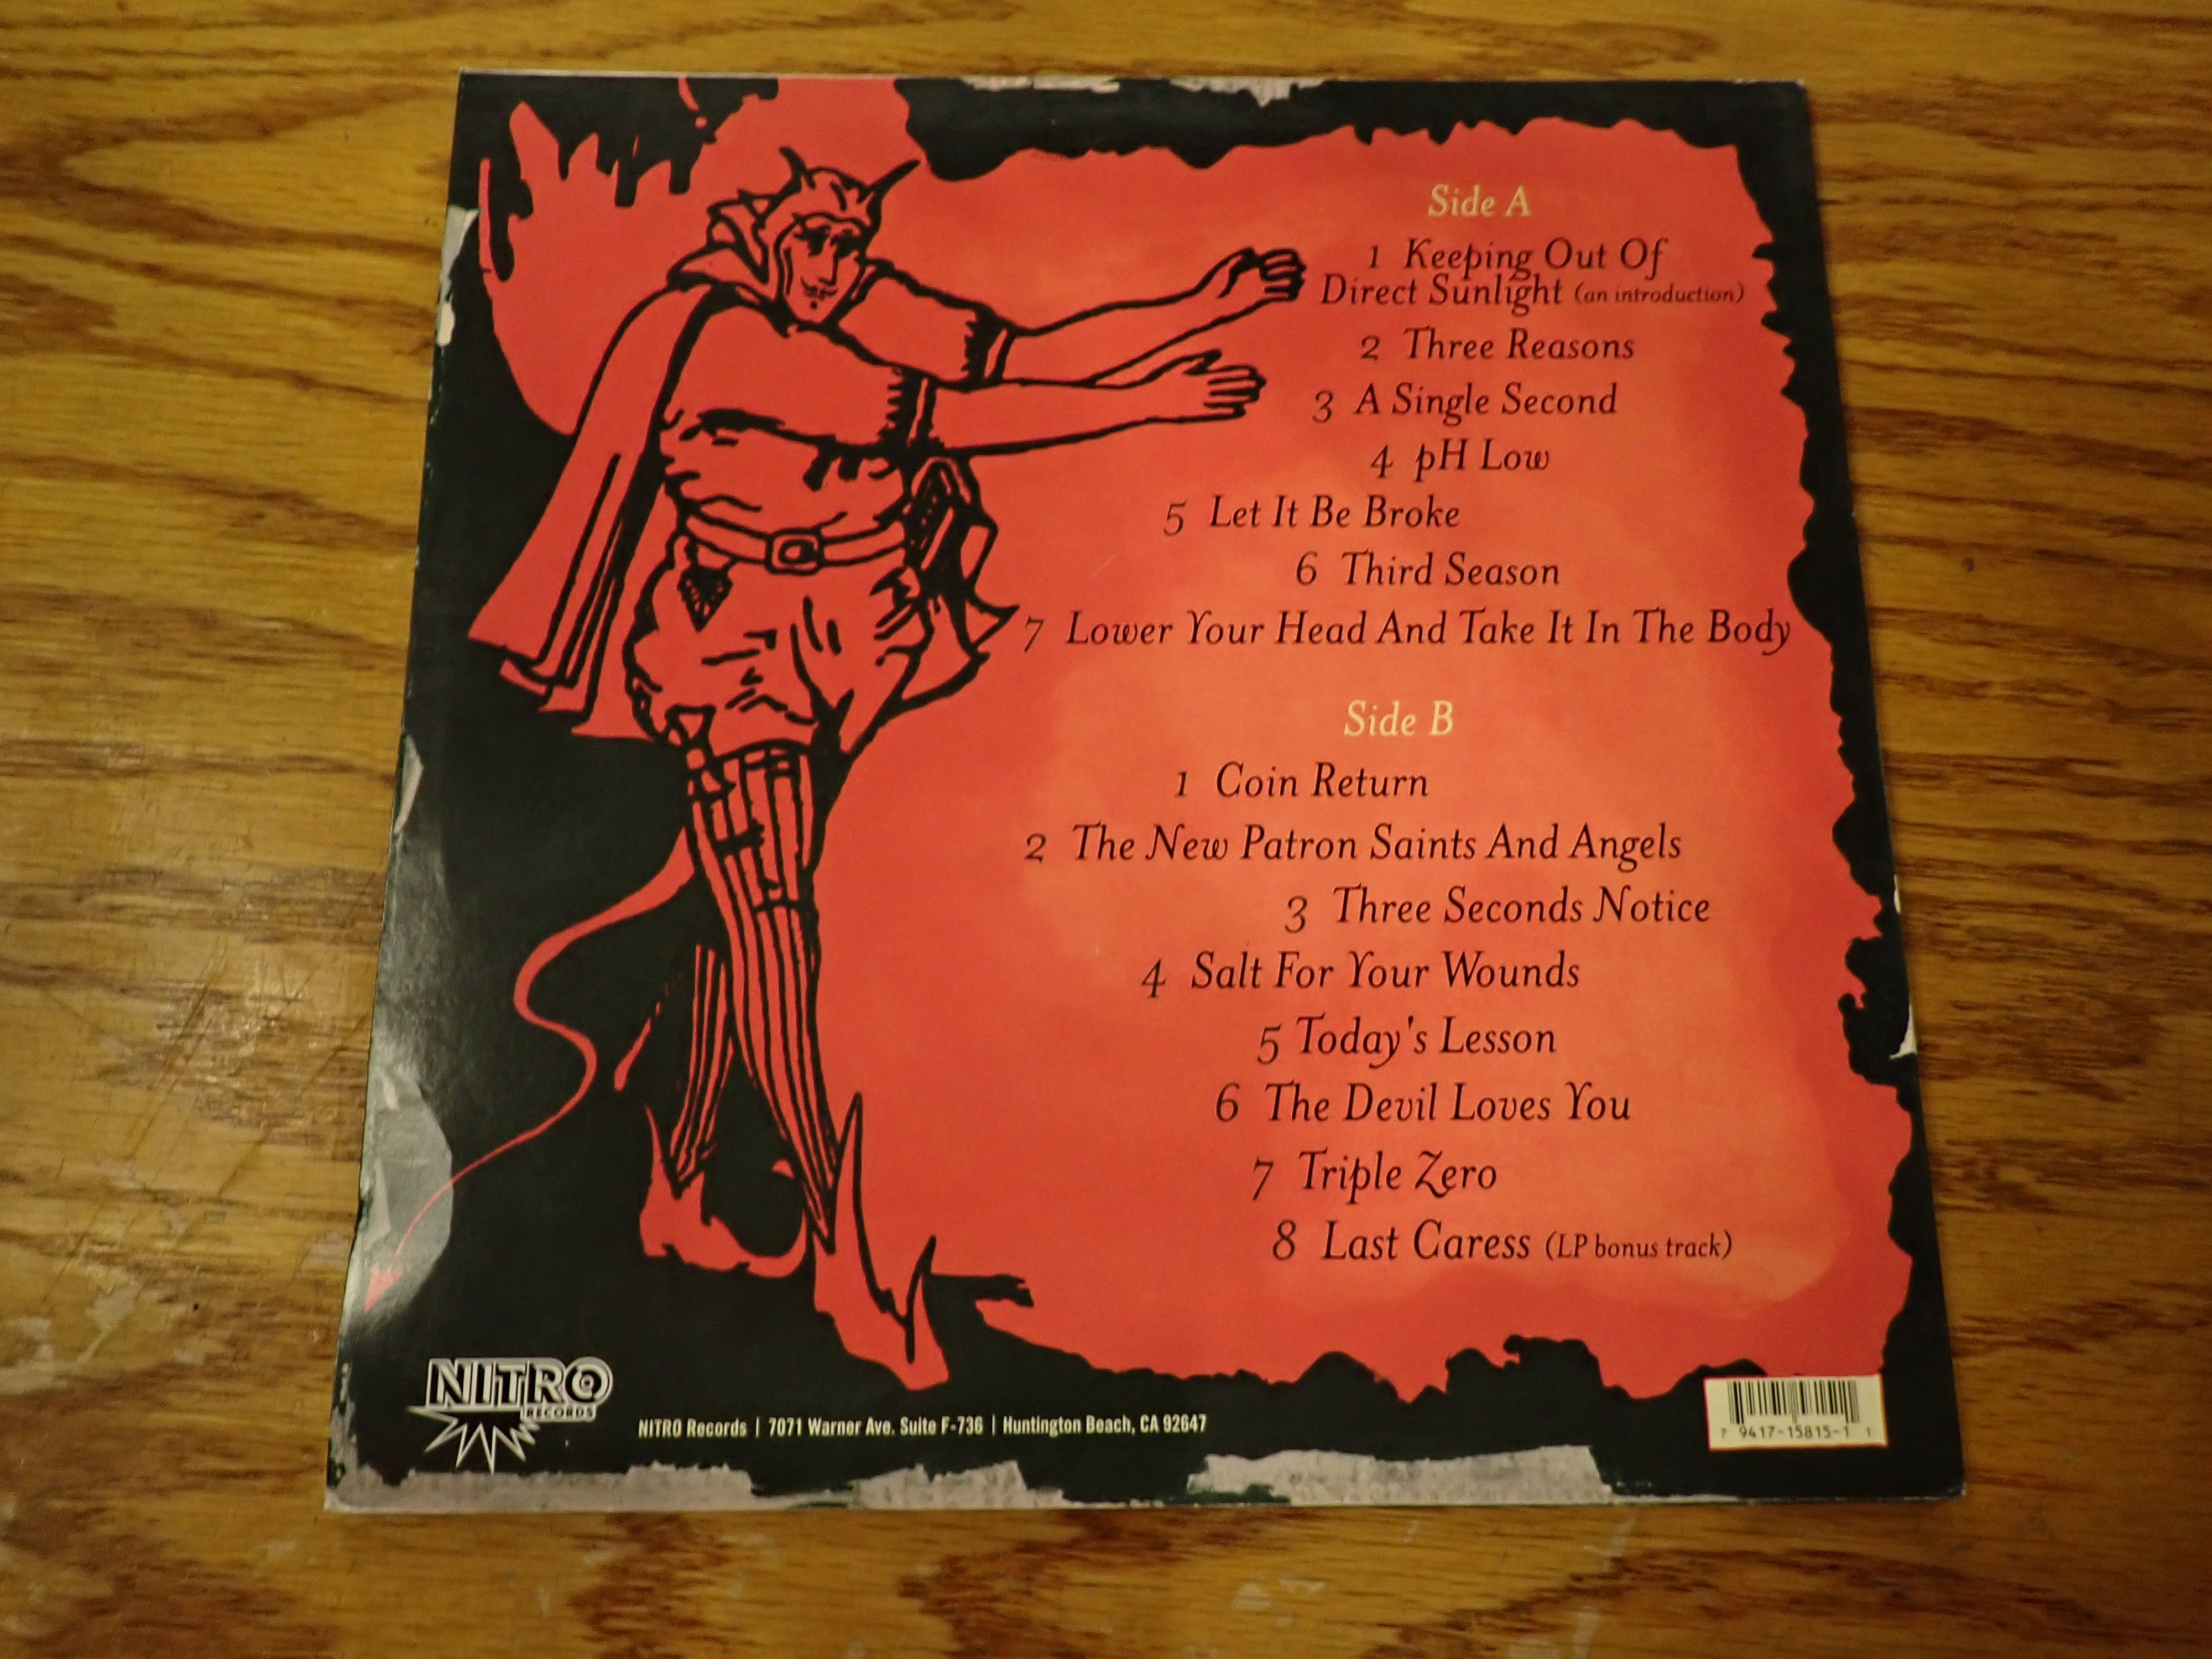 Side A
1 Keeping Out Of
Direct Sunlight (an introduction)
2 Three Reasons
3 A Single Second
4 pH Low
5 Let It Be Broke
6 Third Season
7 Lower Your Head And Take It In The Body
Side B
1 Coin Return
2 The New Patron Saints And Angels
3 Three Seconds Notice
4 Salt For Your Wounds
5 Today's Lesson
6 The Devil Loves You
7 Triple Zero
8 Last Caress (LP bonus track)
NITRO
RECORDS
NITRO Records | 7071 Warner Ave. Suite F-736 | Huntington Beach, CA 92647
7 9417-15815-1 1